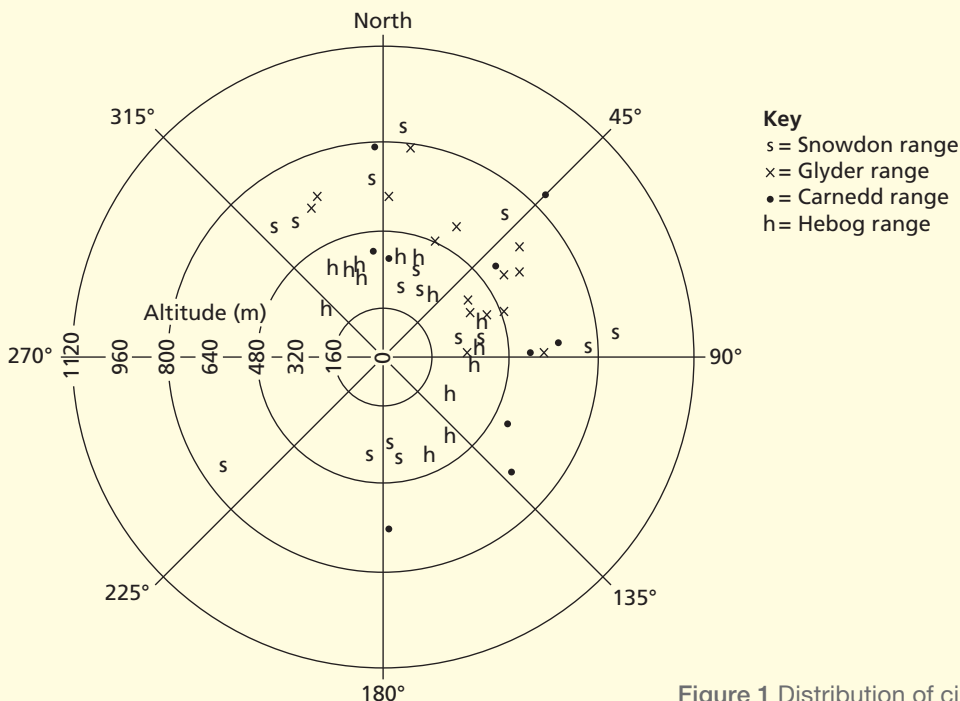 North
315°
45°
Key
s = Snowdon range
× = Glyder range
• = Carnedd range
h = Hebog range
s
×
s
×
×
s
s
s
×
×
×
s
×
h h
h h h
h
s
×
×
s
s h
×
h
× × ×
h
Altitude (m)
s s
h
s
s
×
×
270° 1120 960 800 640 480 320 160 0 90°
h
h
h
s
s
s
h
s
225°
135°
180°
Figure 1 Distribution of ci